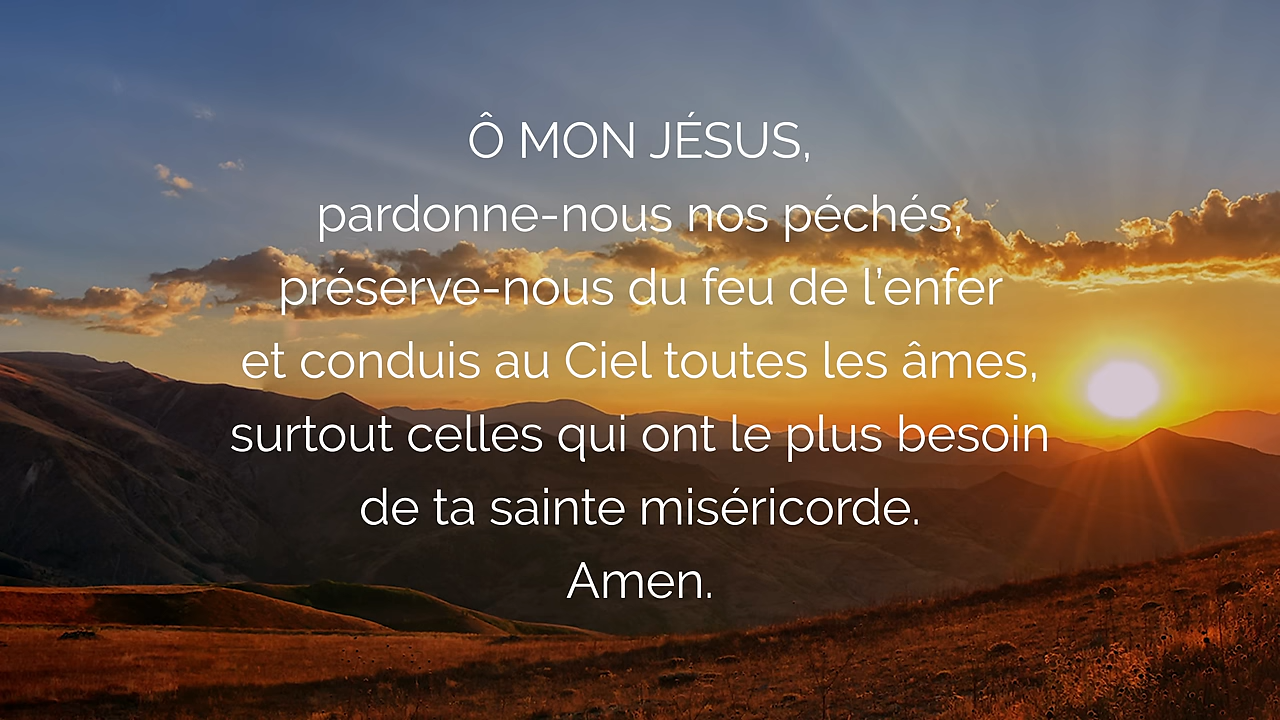 Ô MON JÉSUS,
pardonne-nous nos péchés,
préserve-nous du feu de l’enfer
et conduis au Ciel toutes les âmes,
surtout celles qui ont le plus besoin
de ta sainte miséricorde.
Amen.